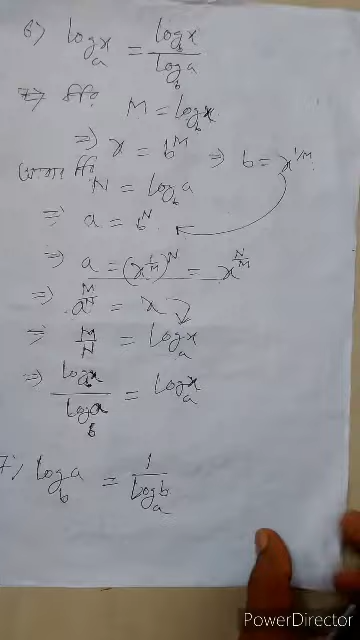 6) log_a x = log_b x / log_b a
=> ধরি M = log_b x
=> x = b^M => b = x^{1/M}
ধরি N = log_b a
=> a = b^N
=> a = (x^{1/M})^N = x^{N/M}
=> a^{M/N} = x
=> M/N = log_a x
=> log_b x / log_b a = log_a x
7) log_b a = 1 / log_a b
PowerDirector